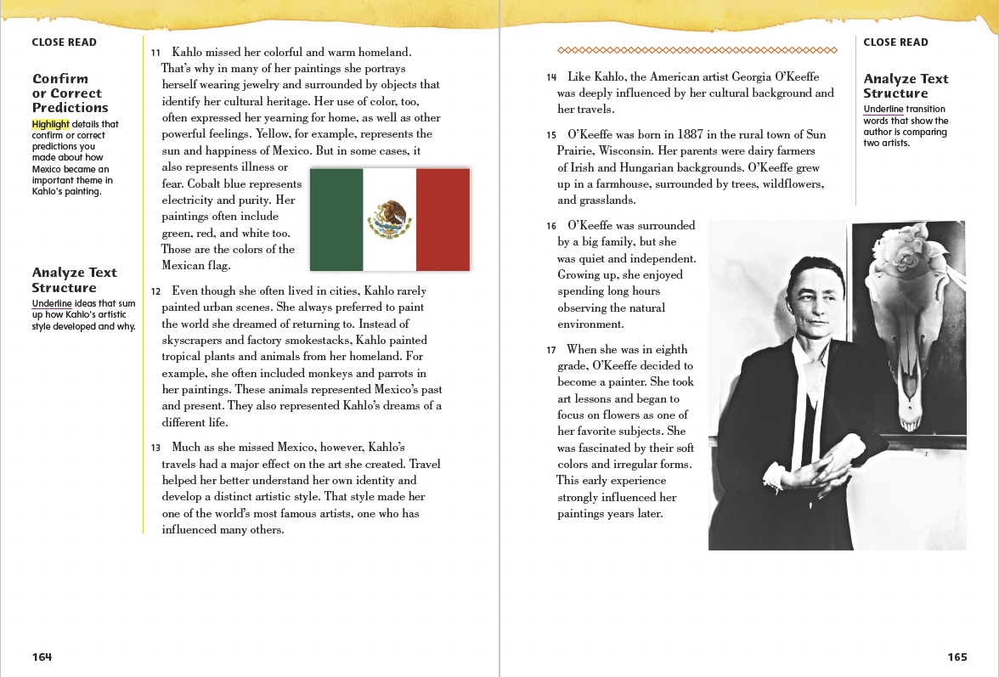 CLOSE READ
Confirm
or Correct
Predictions
Highlight details that
confirm or correct
predictions you
made about how
Mexico became an
important theme in
Kahlo's painting.
Analyze Text
Structure
Underline ideas that sum
up how Kahlo's artistic
style developed and why.
11 Kahlo missed her colorful and warm homeland.
That's why in many of her paintings she portrays
herself wearing jewelry and surrounded by objects that
identify her cultural heritage. Her use of color, too,
often expressed her yearning for home, as well as other
powerful feelings. Yellow, for example, represents the
sun and happiness of Mexico. But in some cases, it
also represents illness or
fear. Cobalt blue represents
electricity and purity. Her
paintings often include
green, red, and white too.
Those are the colors of the
Mexican flag.
12 Even though she often lived in cities, Kahlo rarely
painted urban scenes. She always preferred to paint
the world she dreamed of returning to. Instead of
skyscrapers and factory smokestacks, Kahlo painted
tropical plants and animals from her homeland. For
example, she often included monkeys and parrots in
her paintings. These animals represented Mexico's past
and present. They also represented Kahlo's dreams of a
different life.
13 Much as she missed Mexico, however, Kahlo's
travels had a major effect on the art she created. Travel
helped her better understand her own identity and
develop a distinct artistic style. That style made her
one of the world's most famous artists, one who has
influenced many others.
164
14 Like Kahlo, the American artist Georgia O'Keeffe
was deeply influenced by her cultural background and
her travels.
15 O'Keeffe was born in 1887 in the rural town of Sun
Prairie, Wisconsin. Her parents were dairy farmers
of Irish and Hungarian backgrounds. O'Keeffe grew
up in a farmhouse, surrounded by trees, wildflowers,
and grasslands.
16 O'Keeffe was surrounded
by a big family, but she
was quiet and independent.
Growing up, she enjoyed
spending long hours
observing the natural
environment.
17 When she was in eighth
grade, O'Keeffe decided to
become a painter. She took
art lessons and began to
focus on flowers as one of
her favorite subjects. She
was fascinated by their soft
colors and irregular forms.
This early experience
strongly influenced her
paintings years later.
CLOSE READ
Analyze Text
Structure
Underline transition
words that show the
author is comparing
two artists.
165